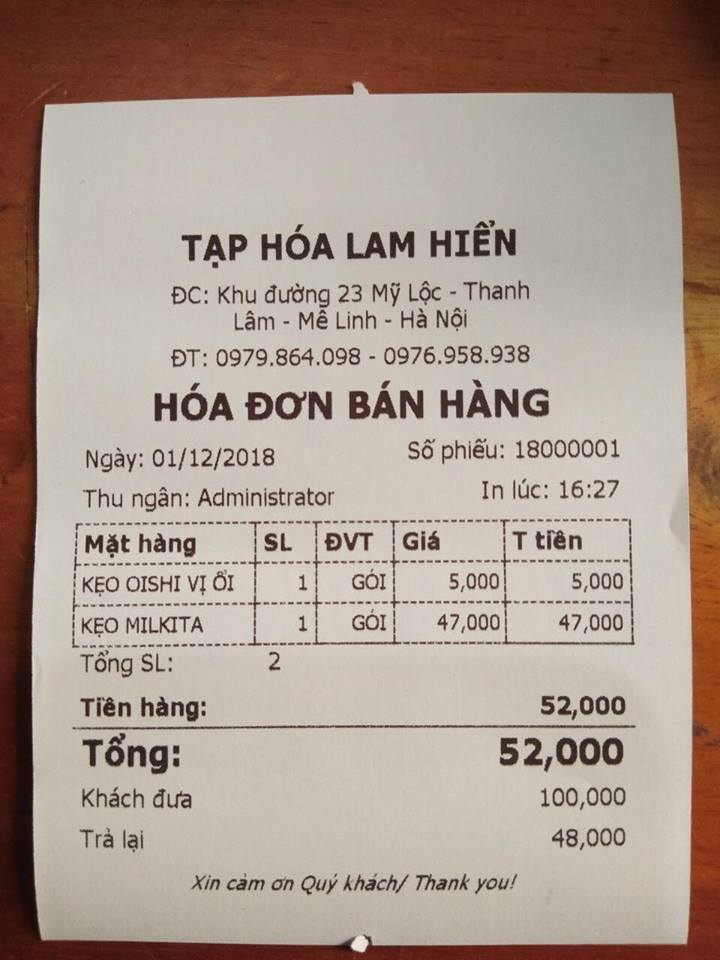 TẠP HÓA LAM HIỂN
ĐC: Khu đường 23 Mỹ Lộc - Thanh
Lâm - Mê Linh - Hà Nội
ĐT: 0979.864.098 - 0976.958.938
HÓA ĐƠN BÁN HÀNG
Ngày: 01/12/2018 Số phiếu: 18000001
Thu ngân: Administrator In lúc: 16:27
Mặt hàng SL ĐVT Giá T tiền
KẸO OISHI VỊ ỔI 1 GÓI 5,000 5,000
KẸO MILKITA 1 GÓI 47,000 47,000
Tổng SL: 2
Tiền hàng: 52,000
Tổng: 52,000
Khách đưa 100,000
Trả lại 48,000
Xin cảm ơn Quý khách/ Thank you!